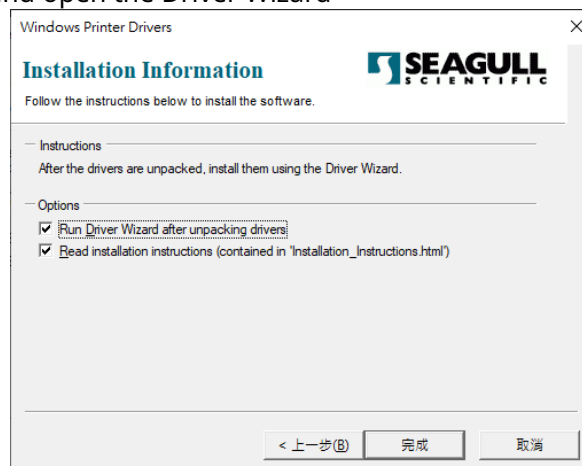 and open the Driver Wizard
Windows Printer Drivers
Installation Information
SEAGULL
SCIENTIFIC
Follow the instructions below to install the software.
Instructions
After the drivers are unpacked, install them using the Driver Wizard.
Options
Run Driver Wizard after unpacking drivers
Read installation instructions (contained in 'Installation_Instructions.html')
< 上一步(B)
完成
取消